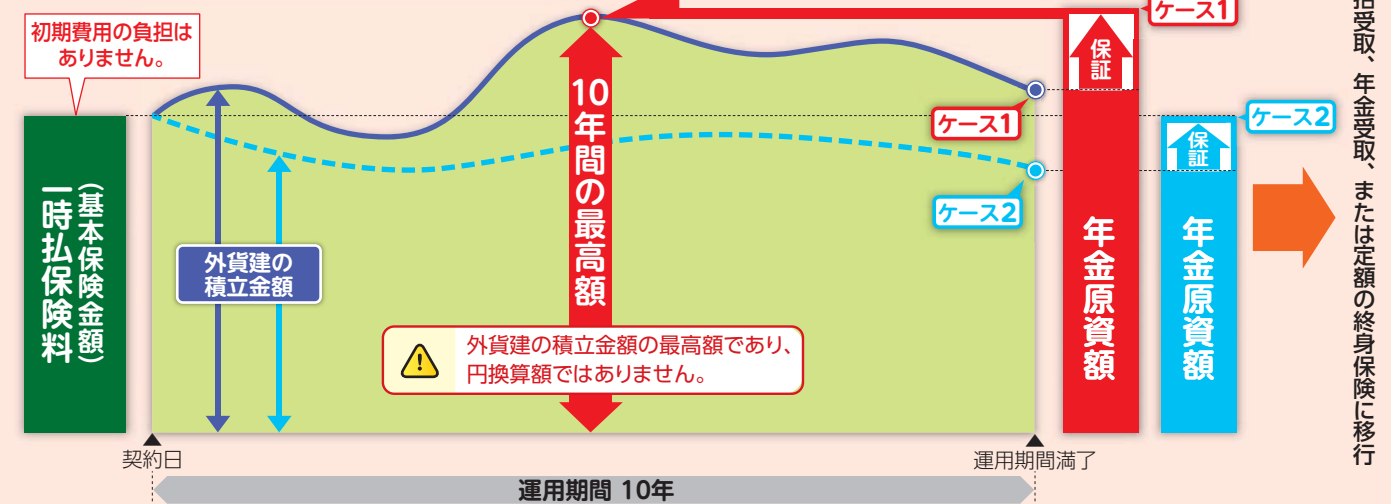 初期費用の負担は
ありません。
一時払保険料
(基本保険金額)
外貨建の
積立金額
10年間の最高額
外貨建の積立金額の最高額であり、
円換算額ではありません。
ケース1
ケース2
ケース1
保証
年金原資額
ケース2
保証
年金原資額
括受取、年金受取、または定額の終身保険に移行
契約日
運用期間満了
運用期間 10年